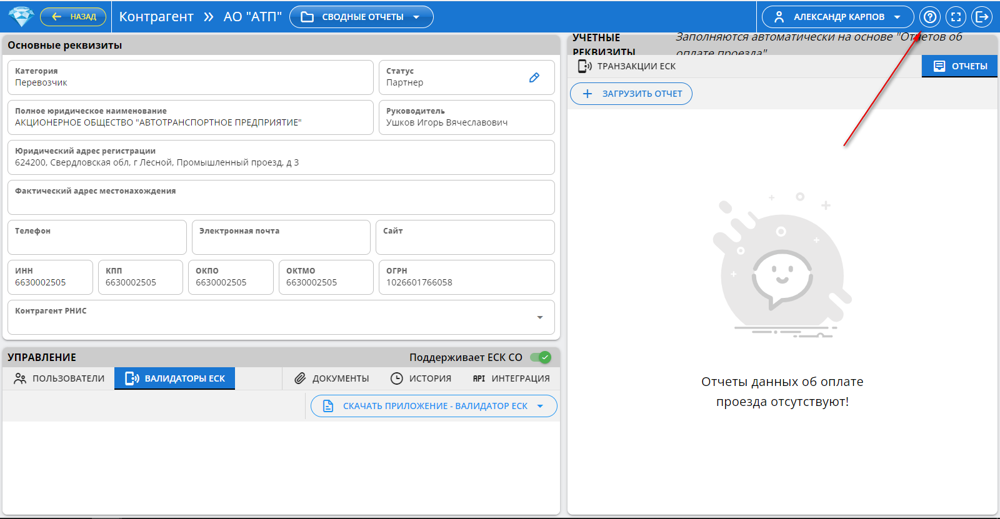 НАЗАД
Контрагент » АО "АТП"
СВОДНЫЕ ОТЧЕТЫ
АЛЕКСАНДР КАРПОВ
Основные реквизиты
Категория
Перевозчик
Статус
Партнер
Полное юридическое наименование
АКЦИОНЕРНОЕ ОБЩЕСТВО "АВТОТРАНСПОРТНОЕ ПРЕДПРИЯТИЕ"
Руководитель
Ушков Игорь Вячеславович
Юридический адрес регистрации
624200, Свердловская обл, г Лесной, Промышленный проезд, д 3
Фактический адрес местонахождения
Телефон
Электронная почта
Сайт
ИНН
6630002505
КПП
6630002505
ОКПО
6630002505
ОКТМО
6630002505
ОГРН
1026601766058
Контрагент РНИС
УПРАВЛЕНИЕ
Поддерживает ЕСК СО
ПОЛЬЗОВАТЕЛИ
ВАЛИДАТОРЫ ЕСК
ДОКУМЕНТЫ
ИСТОРИЯ
API ИНТЕГРАЦИЯ
СКАЧАТЬ ПРИЛОЖЕНИЕ - ВАЛИДАТОР ЕСК
УЧЕТНЫЕ
РЕКВИЗИТЫ
Заполняются автоматически на основе "Отчетов об
оплате проезда"
ТРАНЗАКЦИИ ЕСК
ОТЧЕТЫ
ЗАГРУЗИТЬ ОТЧЕТ
Отчеты данных об оплате
проезда отсутствуют!